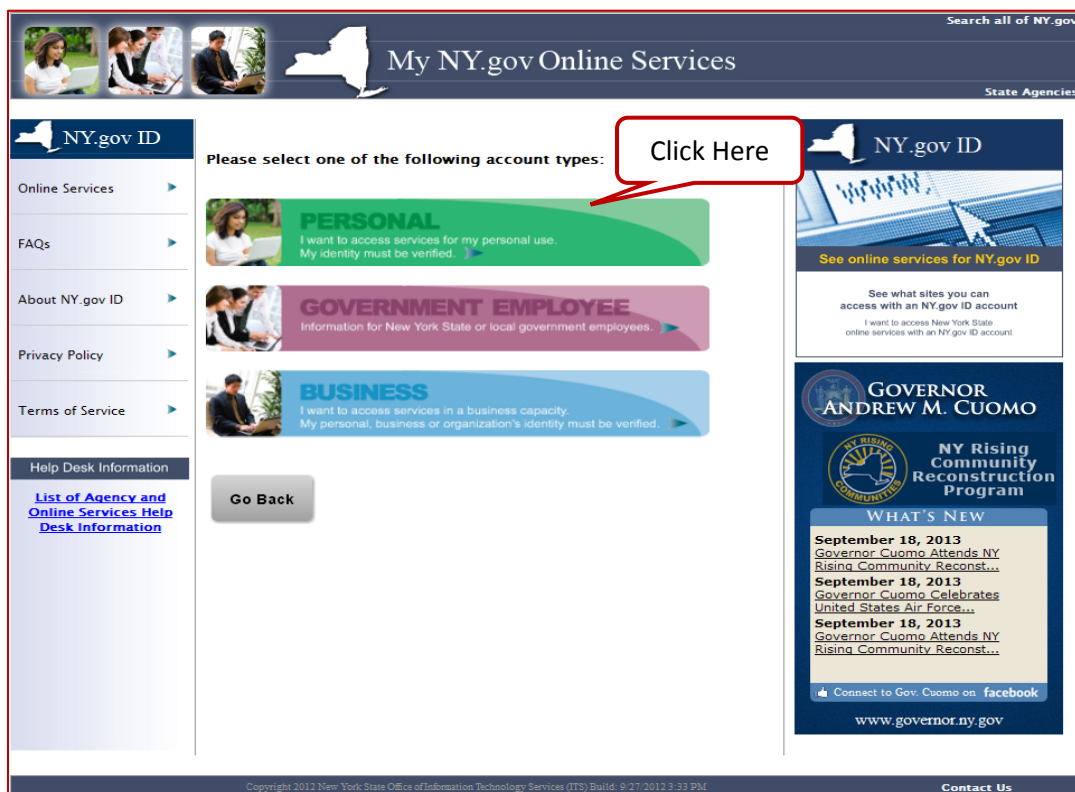 Search all of NY.gov
My NY.gov Online Services
State Agencies
NY.gov ID
Online Services
FAQs
About NY.gov ID
Privacy Policy
Terms of Service
Help Desk Information
List of Agency and
Online Services Help
Desk Information
Please select one of the following account types:
Click Here
PERSONAL
I want to access services for my personal use.
My identity must be verified.
GOVERNMENT EMPLOYEE
Information for New York State or local government employees.
BUSINESS
I want to access services in a business capacity.
My personal, business or organization's identity must be verified.
Go Back
NY.gov ID
See online services for NY.gov ID
See what sites you can
access with an NY.gov ID account
I want to access New York State
online services with an NY.gov ID account
GOVERNOR
ANDREW M. CUOMO
NY RISING
COMMUNITIES
NY Rising
Community
Reconstruction
Program
WHAT'S NEW
September 18, 2013
Governor Cuomo Attends NY
Rising Community Reconst...
September 18, 2013
Governor Cuomo Celebrates
United States Air Force...
September 18, 2013
Governor Cuomo Attends NY
Rising Community Reconst...
Connect to Gov. Cuomo on facebook
www.governor.ny.gov
Copyright 2012 New York State Office of Information Technology Services (ITS) Build: 9/27/2012 3:33 PM
Contact Us